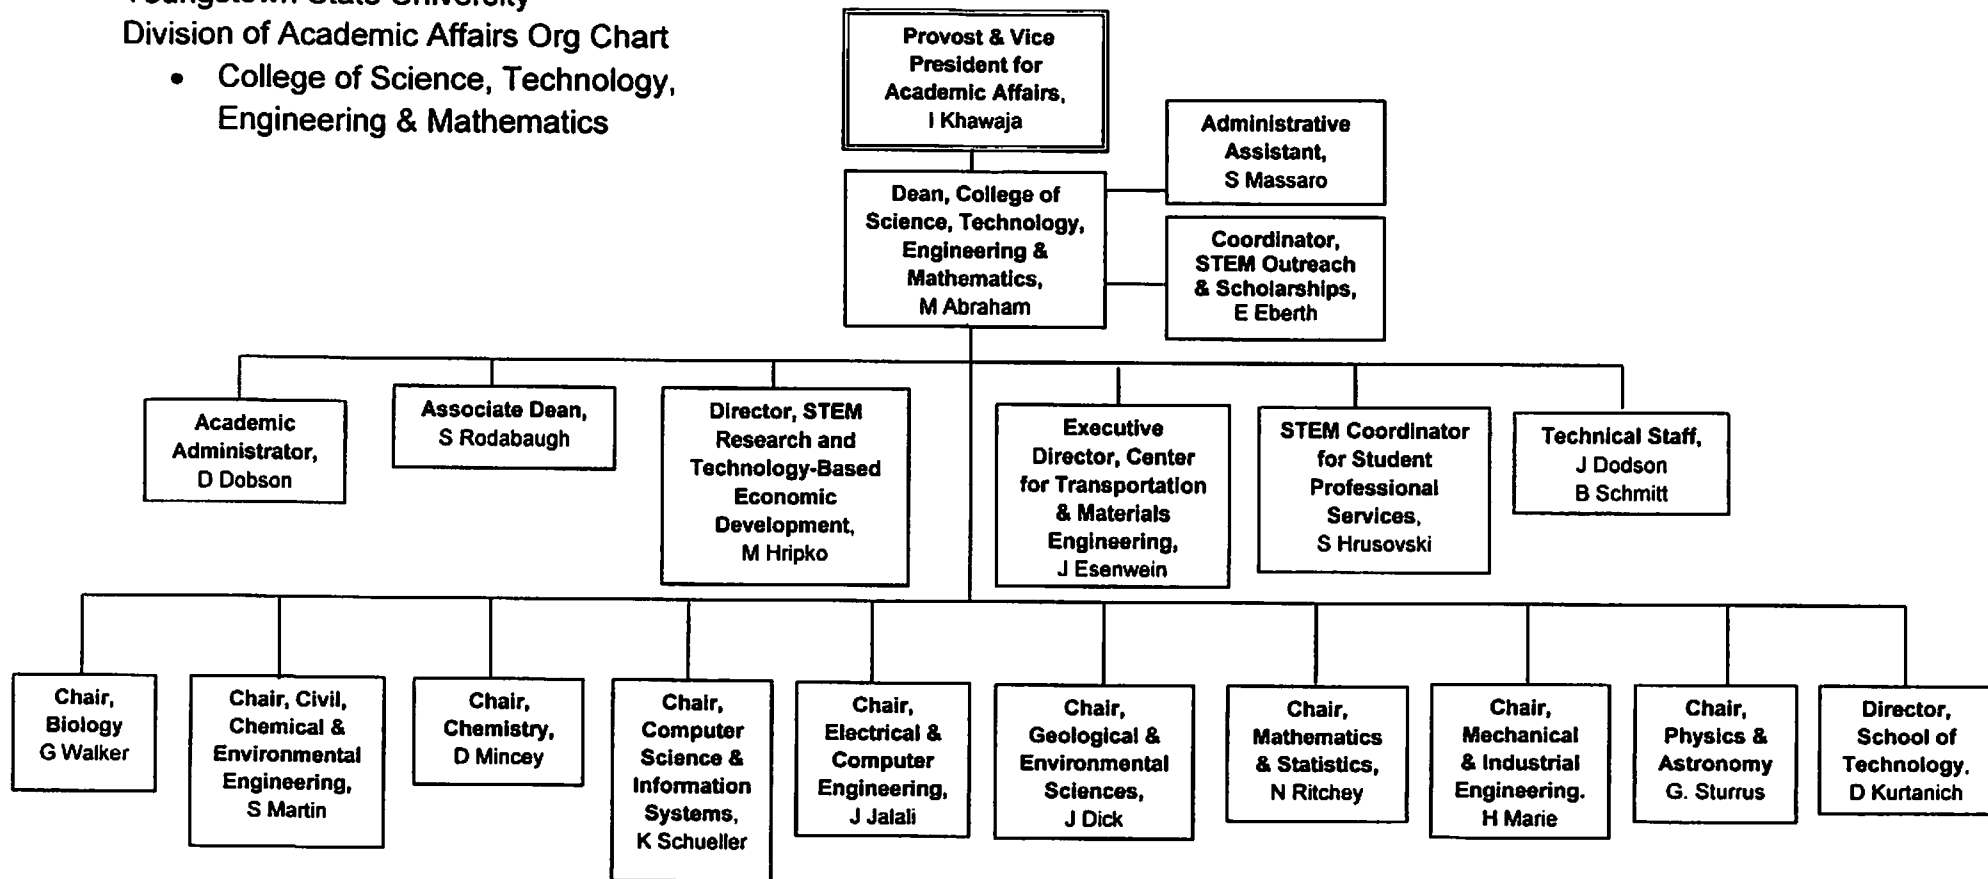 Youngstown State University
Division of Academic Affairs Org Chart
• College of Science, Technology,
Engineering & Mathematics
Provost & Vice
President for
Academic Affairs,
I Khawaja
Administrative
Assistant,
S Massaro
Dean, College of
Science, Technology,
Engineering &
Mathematics,
M Abraham
Coordinator,
STEM Outreach
& Scholarships,
E Eberth
Academic
Administrator,
D Dobson
Associate Dean,
S Rodabaugh
Director, STEM
Research and
Technology-Based
Economic
Development,
M Hripko
Executive
Director, Center
for Transportation
& Materials
Engineering,
J Esenwein
STEM Coordinator
for Student
Professional
Services,
S Hrusovski
Technical Staff,
J Dodson
B Schmitt
Chair,
Biology
G Walker
Chair, Civil,
Chemical &
Environmental
Engineering,
S Martin
Chair,
Chemistry,
D Mincey
Chair,
Computer
Science &
Information
Systems,
K Schueller
Chair,
Electrical &
Computer
Engineering,
J Jalali
Chair,
Geological &
Environmental
Sciences,
J Dick
Chair,
Mathematics
& Statistics,
N Ritchey
Chair,
Mechanical
& Industrial
Engineering.
H Marie
Chair,
Physics &
Astronomy
G. Sturrus
Director,
School of
Technology.
D Kurtanich